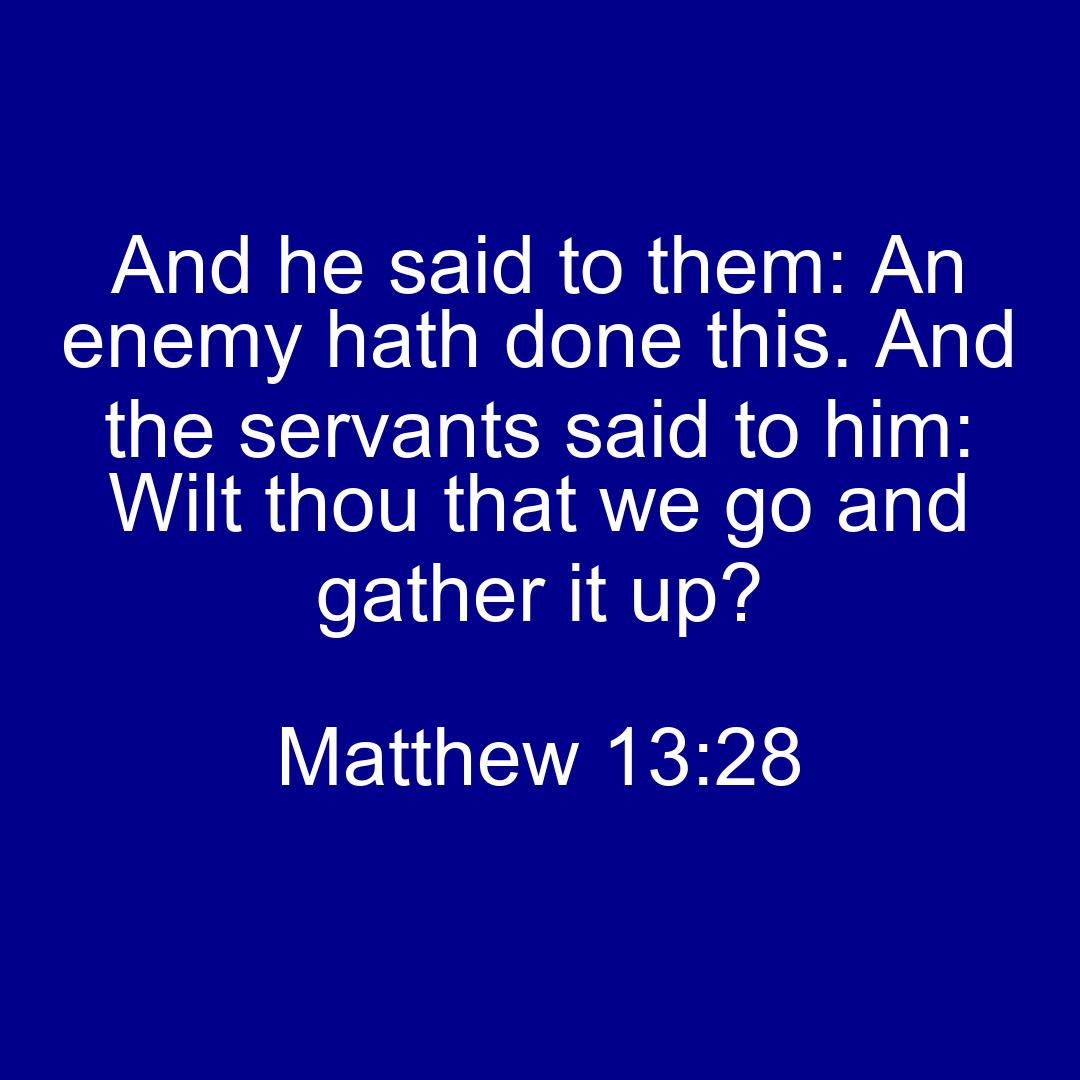 And he said to them: An
enemy hath done this. And
the servants said to him:
Wilt thou that we go and
gather it up?
Matthew 13:28